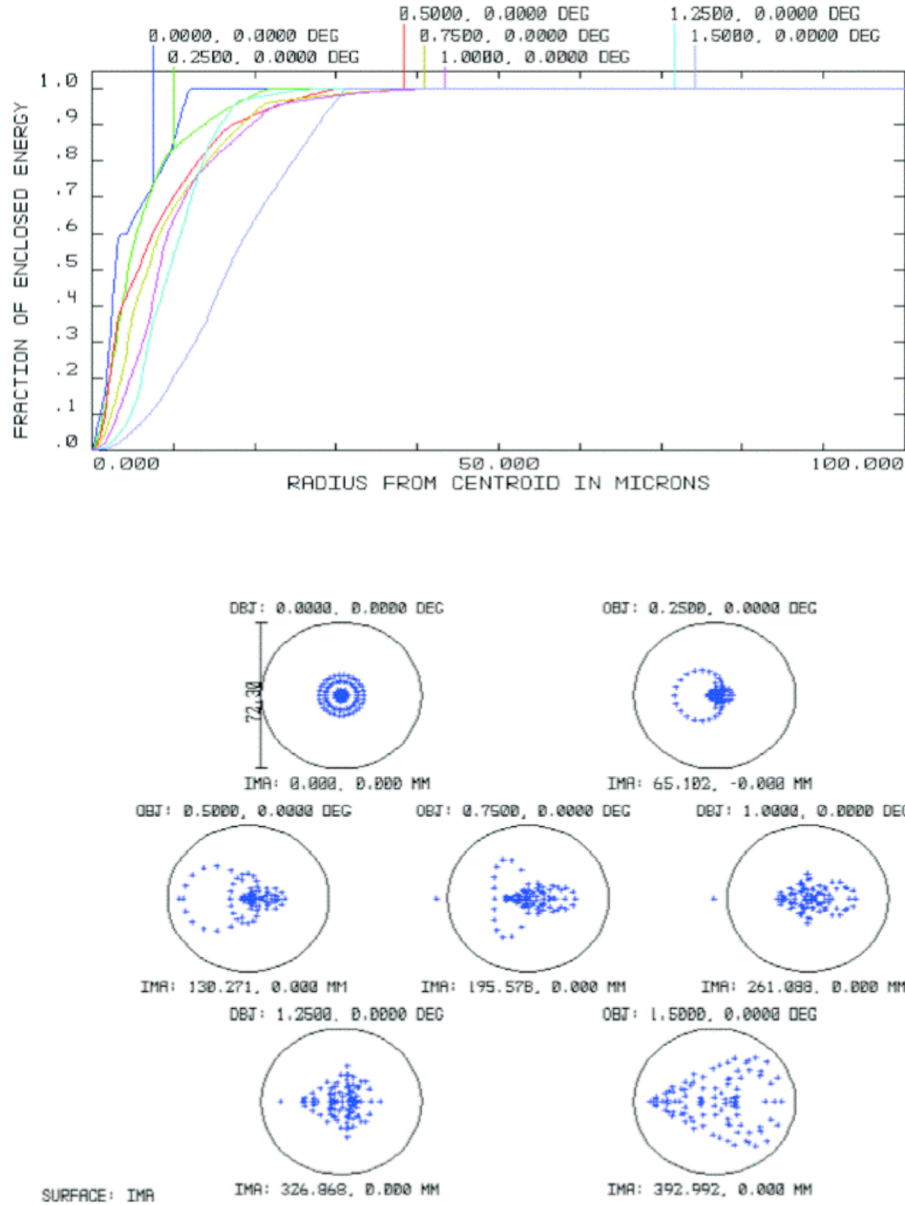 0.5000, 0.0000 DEG
1.2500, 0.0000 DEG
0.0000, 0.0000 DEG
0.7500, 0.0000 DEG
1.5000, 0.0000 DEG
0.2500, 0.0000 DEG
1.0000, 0.0000 DEG
1.0
.9
.8
.7
.6
.5
.4
.3
.2
.1
.0
FRACTION OF ENCLOSED ENERGY
0.000
50.000
100.000
RADIUS FROM CENTROID IN MICRONS
OBJ: 0.0000, 0.0000 DEG
OBJ: 0.2500, 0.0000 DEG
72.30
IMA: 0.000, 0.000 MM
IMA: 65.102, -0.000 MM
OBJ: 0.5000, 0.0000 DEG
OBJ: 0.7500, 0.0000 DEG
OBJ: 1.0000, 0.0000 DEG
IMA: 130.271, 0.000 MM
IMA: 195.578, 0.000 MM
IMA: 261.088, 0.000 MM
OBJ: 1.2500, 0.0000 DEG
OBJ: 1.5000, 0.0000 DEG
IMA: 326.868, 0.000 MM
IMA: 392.992, 0.000 MM
SURFACE: IMA